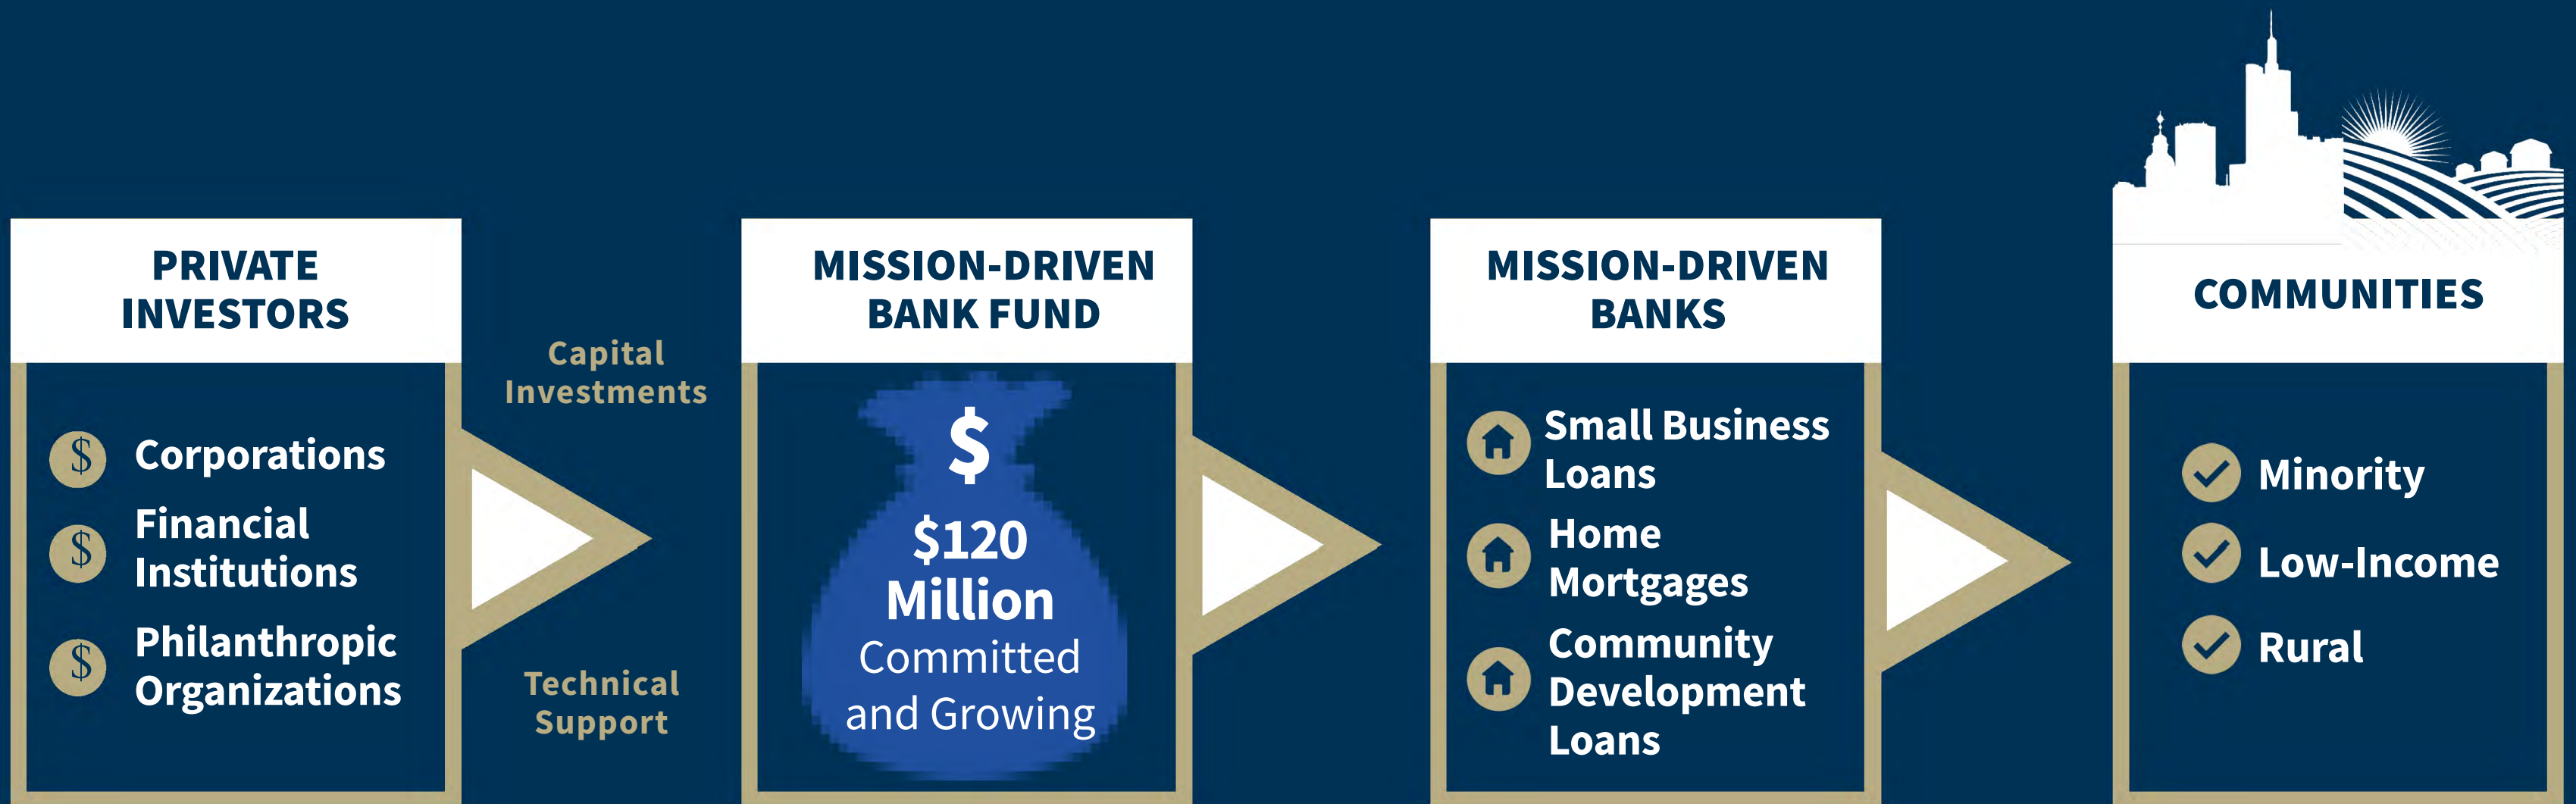 PRIVATE
INVESTORS
$ Corporations
$ Financial
Institutions
$ Philanthropic
Organizations
Capital
Investments
Technical
Support
MISSION-DRIVEN
BANK FUND
$
$120
Million
Committed
and Growing
MISSION-DRIVEN
BANKS
Small Business
Loans
Home
Mortgages
Community
Development
Loans
COMMUNITIES
Minority
Low-Income
Rural